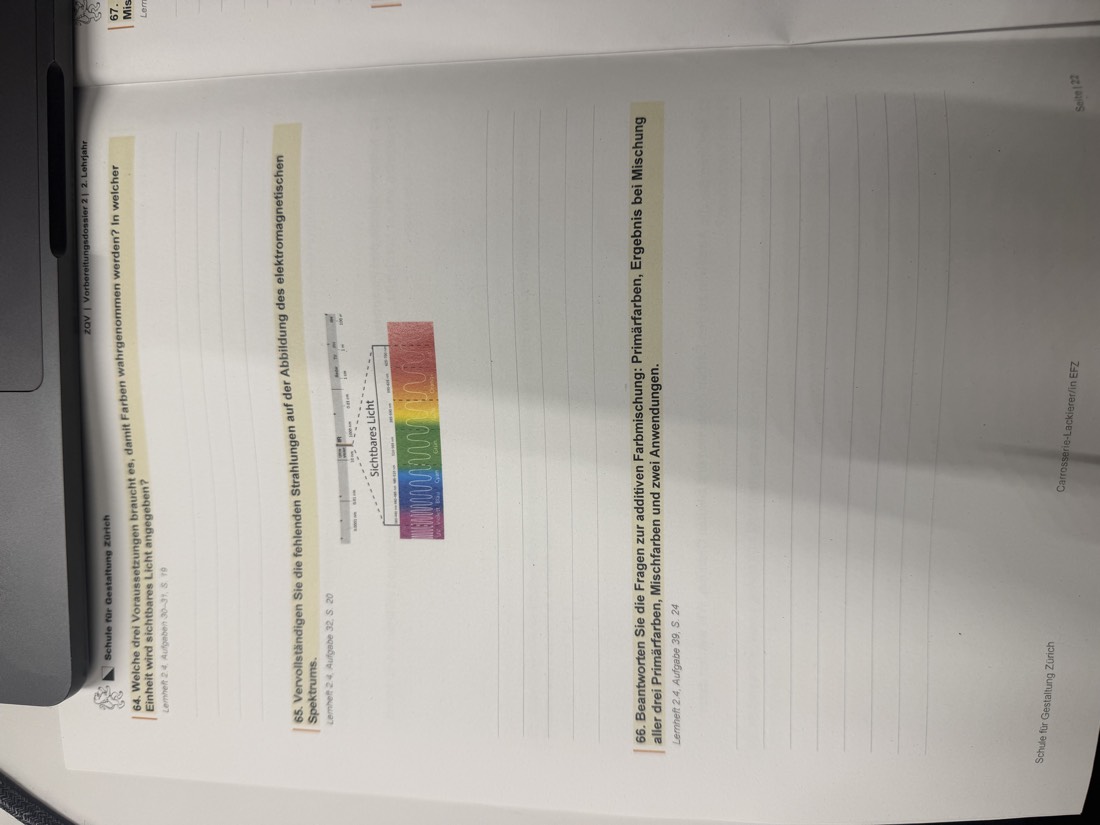 Schule für Gestaltung Zürich
ZQV | Vorbereitungsdossier 2 | 2. Lehrjahr
64. Welche drei Voraussetzungen braucht es, damit Farben wahrgenommen werden? In welcher
Einheit wird sichtbares Licht angegeben?
Lernheft 2.4, Aufgaben 30–31, S. 19
65. Vervollständigen Sie die fehlenden Strahlungen auf der Abbildung des elektromagnetischen
Spektrums.
Lernheft 2.4, Aufgabe 32, S. 20
Sichtbares Licht
66. Beantworten Sie die Fragen zur additiven Farbmischung: Primärfarben, Ergebnis bei Mischung
aller drei Primärfarben, Mischfarben und zwei Anwendungen.
Lernheft 2.4, Aufgabe 39, S. 24
Schule für Gestaltung Zürich
Carrosserie-Lackierer/in EFZ
Seite | 22
67.
Mis
Lern